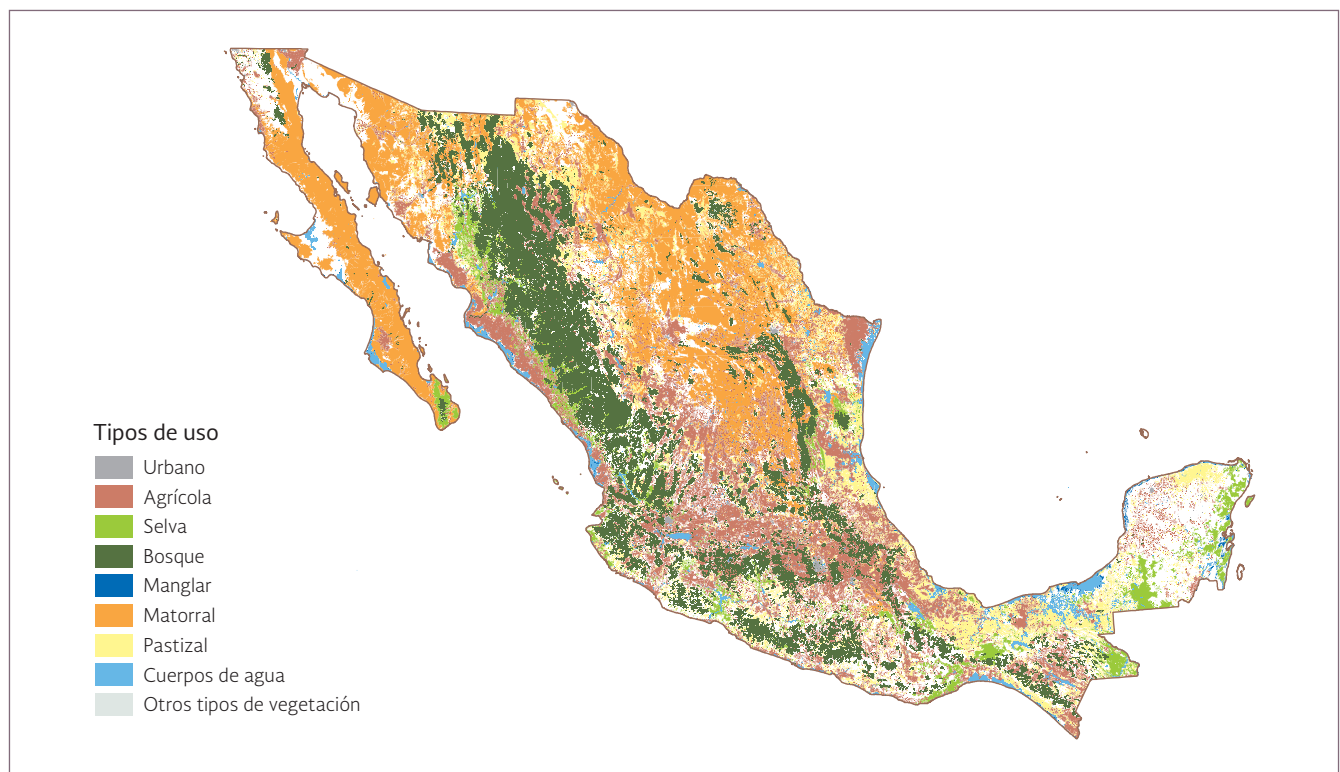 Tipos de uso
Urbano
Agrícola
Selva
Bosque
Manglar
Matorral
Pastizal
Cuerpos de agua
Otros tipos de vegetación